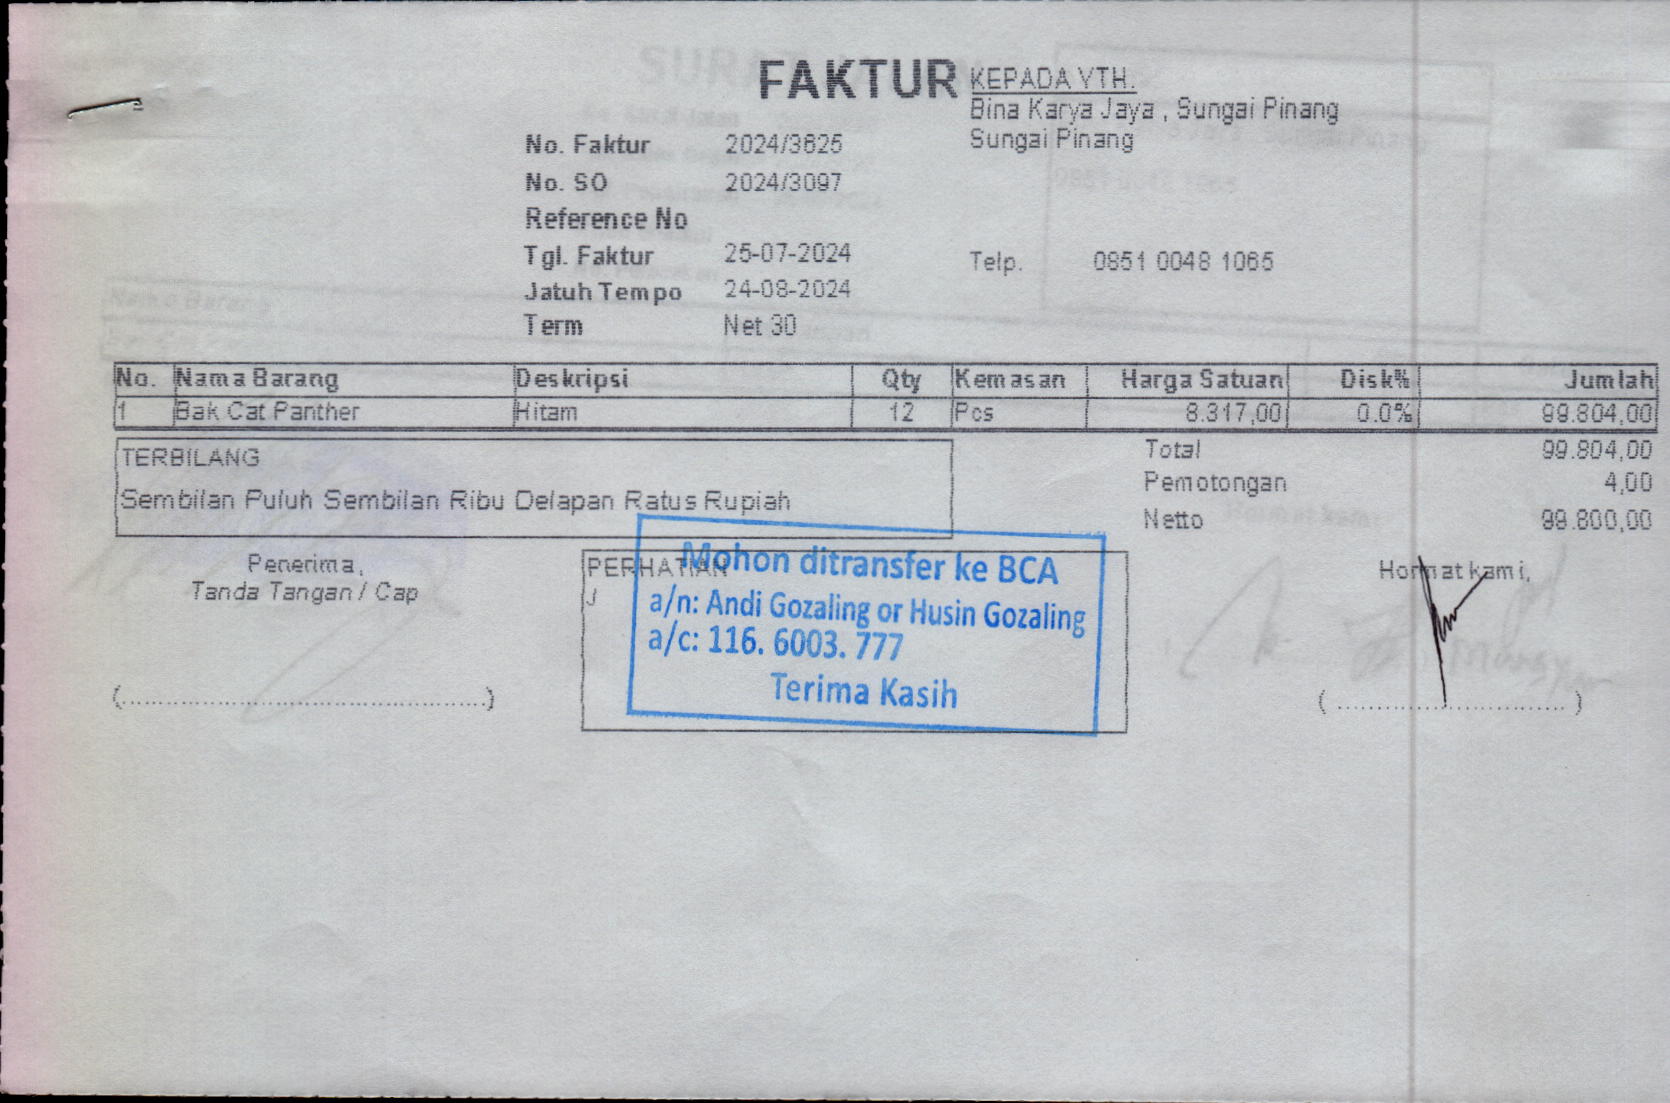 FAKTUR
KEPADA YTH.
Bina Karya Jaya , Sungai Pinang
Sungai Pinang
No. Faktur 2024/3625
No. SO 2024/3097
Reference No
Tgl. Faktur 25-07-2024
Telp. 0851 0048 1065
Jatuh Tempo 24-08-2024
Term Net 30
No. Nama Barang Deskripsi Qty Kemasan Harga Satuan Disk% Jumlah
1 Bak Cat Panther Hitam 12 Pcs 8.317,00 0.0% 99.804,00
TERBILANG
Sembilan Puluh Sembilan Ribu Delapan Ratus Rupiah
Total 99.804,00
Pemotongan 4,00
Netto 99.800,00
Penerima,
Tanda Tangan / Cap
(..........................................)
PERHATIAN
J
Mohon ditransfer ke BCA
a/n: Andi Gozaling or Husin Gozaling
a/c: 116. 6003. 777
Terima Kasih
Hormat kami,
( .............................. )